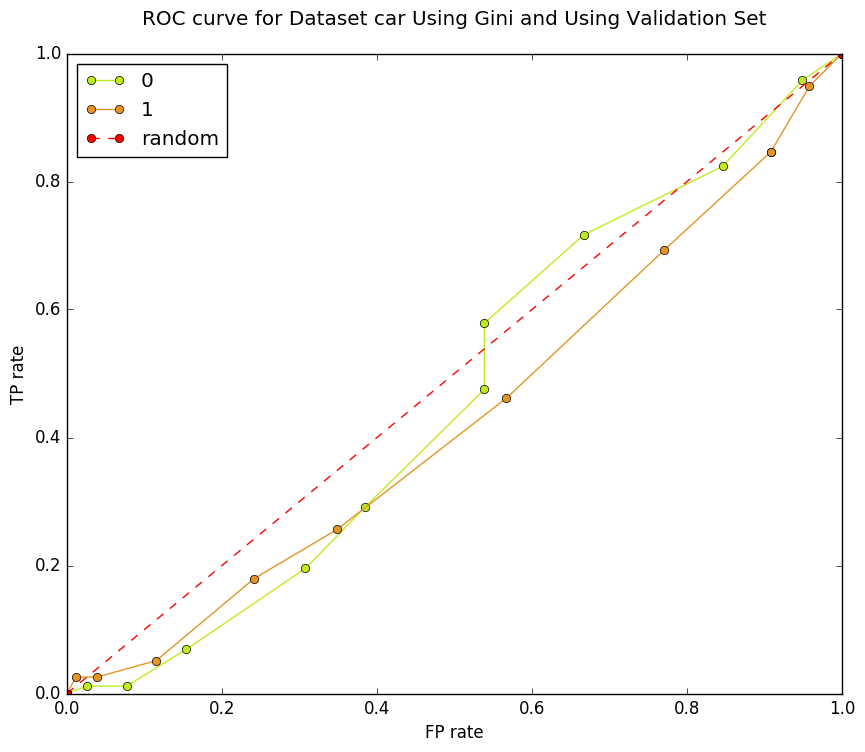 ROC curve for Dataset car Using Gini and Using Validation Set
1.0
0
1
random
0.8
0.6
TP rate
0.4
0.2
0.0
0.0 0.2 0.4 0.6 0.8 1.0
FP rate